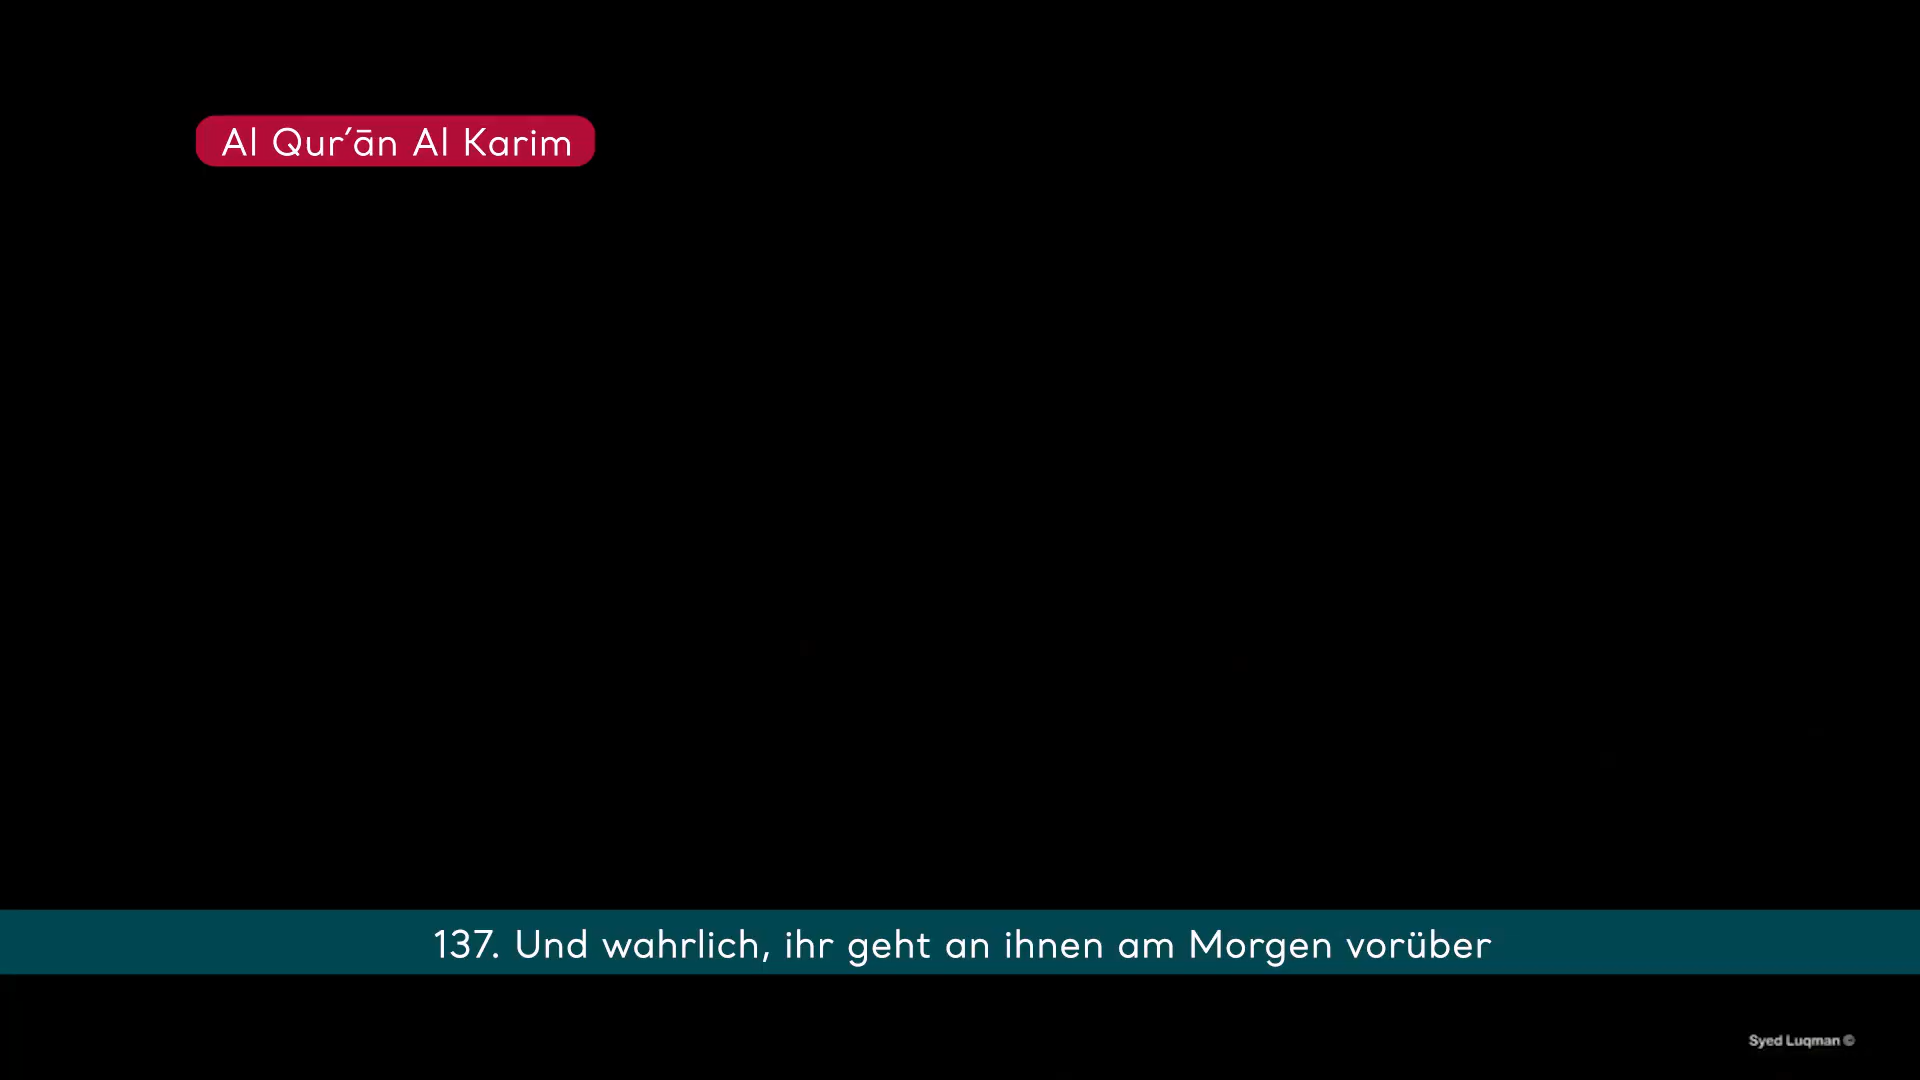 Al Qur’ān Al Karim
137. Und wahrlich, ihr geht an ihnen am Morgen vorüber
Syed Luqman ©